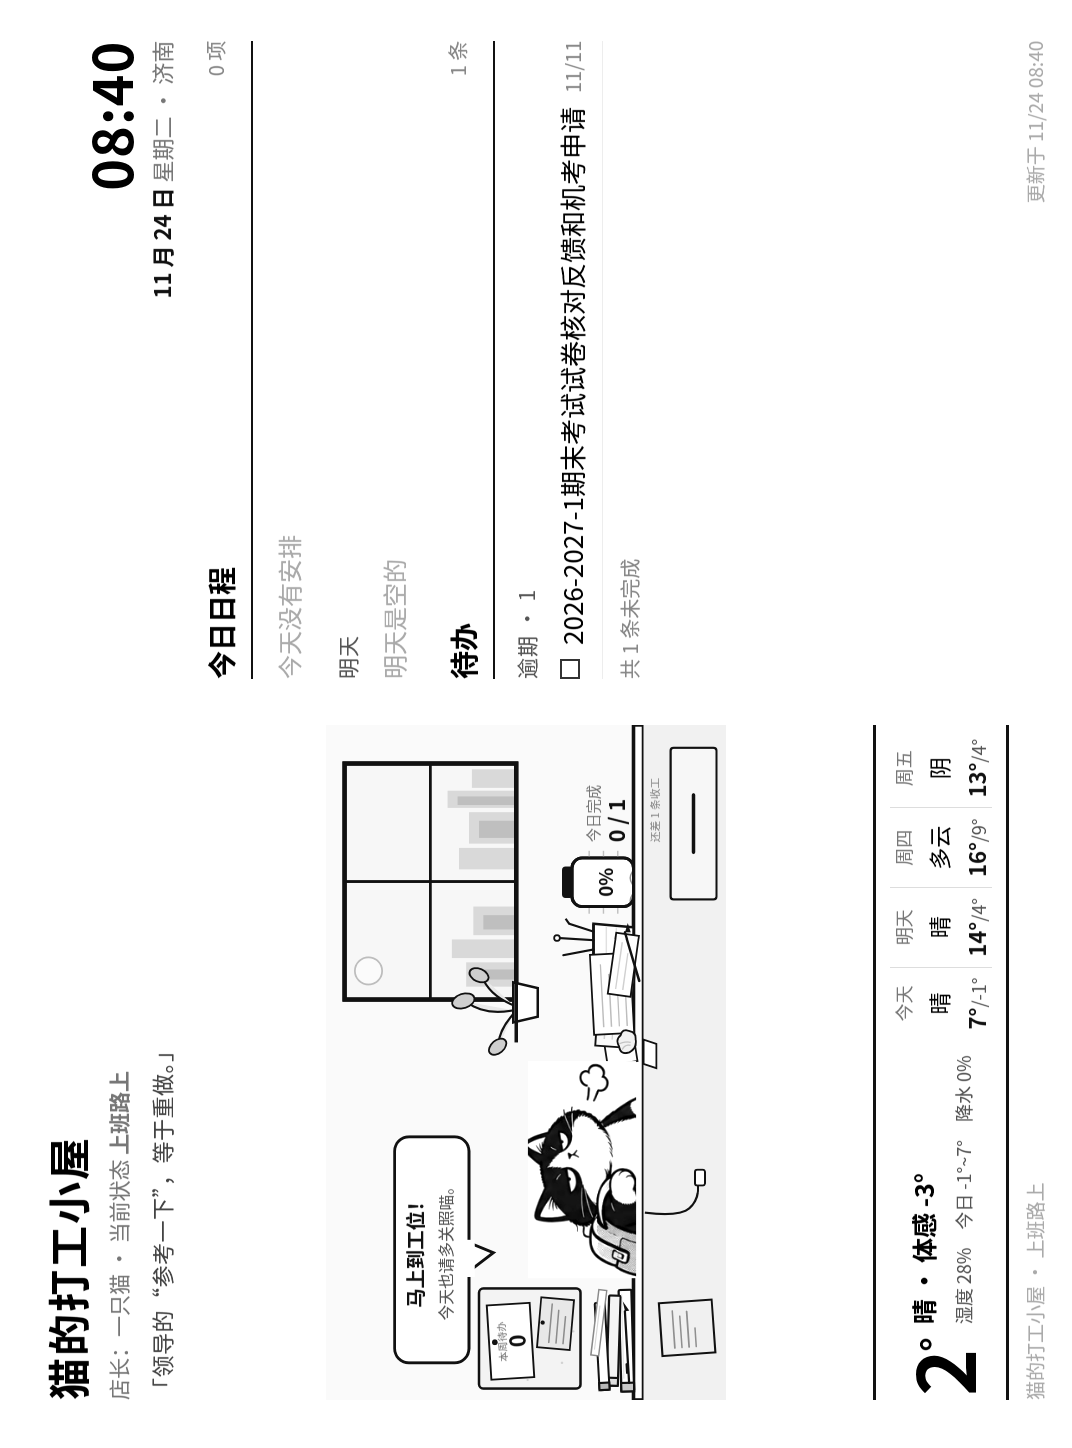 猫的打工小屋
店长：一只猫 · 当前状态 上班路上
「领导的“参考一下”，等于重做。」
马上到工位!
今天也请多关照喵。
本周待办
0
0%
今日完成
0 / 1
还差 1 条收工
2° 晴 · 体感 -3°
湿度 28% 今日 -1°~7° 降水 0%
今天 明天 周四 周五
晴 晴 多云 阴
7°/-1° 14°/4° 16°/9° 13°/4°
猫的打工小屋 · 上班路上
08:40
11 月 24 日 星期二 · 济南
今日日程 0 项
今天没有安排
明天
明天是空的
待办 1 条
逾期 · 1
2026-2027-1期末考试试卷核对反馈和机考申请 11/11
共 1 条未完成
更新于 11/24 08:40